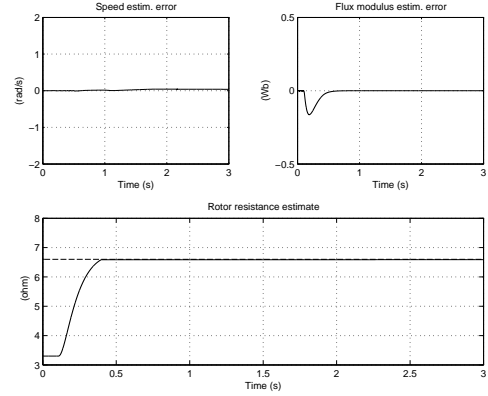 Speed estim. error
2
1
0
−1
−2
(rad/s)
0 1 2 3
Time (s)
Flux modulus estim. error
0.5
0
−0.5
(Wb)
0 1 2 3
Time (s)
Rotor resistance estimate
8
7
6
5
4
3
(ohm)
0 0.5 1 1.5 2 2.5 3
Time (s)